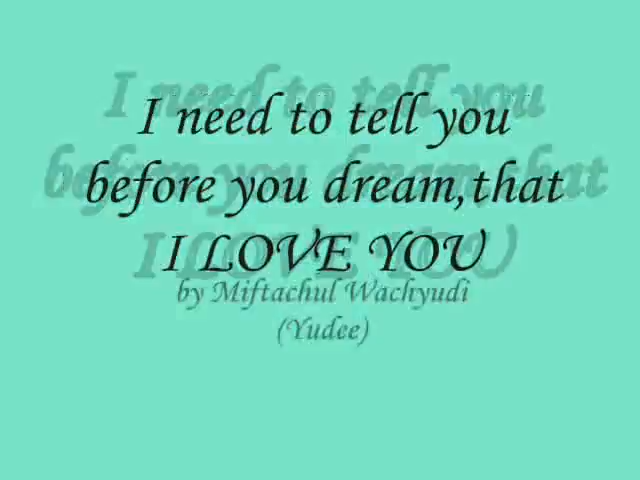 I need to tell you
before you dream,that
I LOVE YOU
by Miftachul Wachyudi
(Yudee)